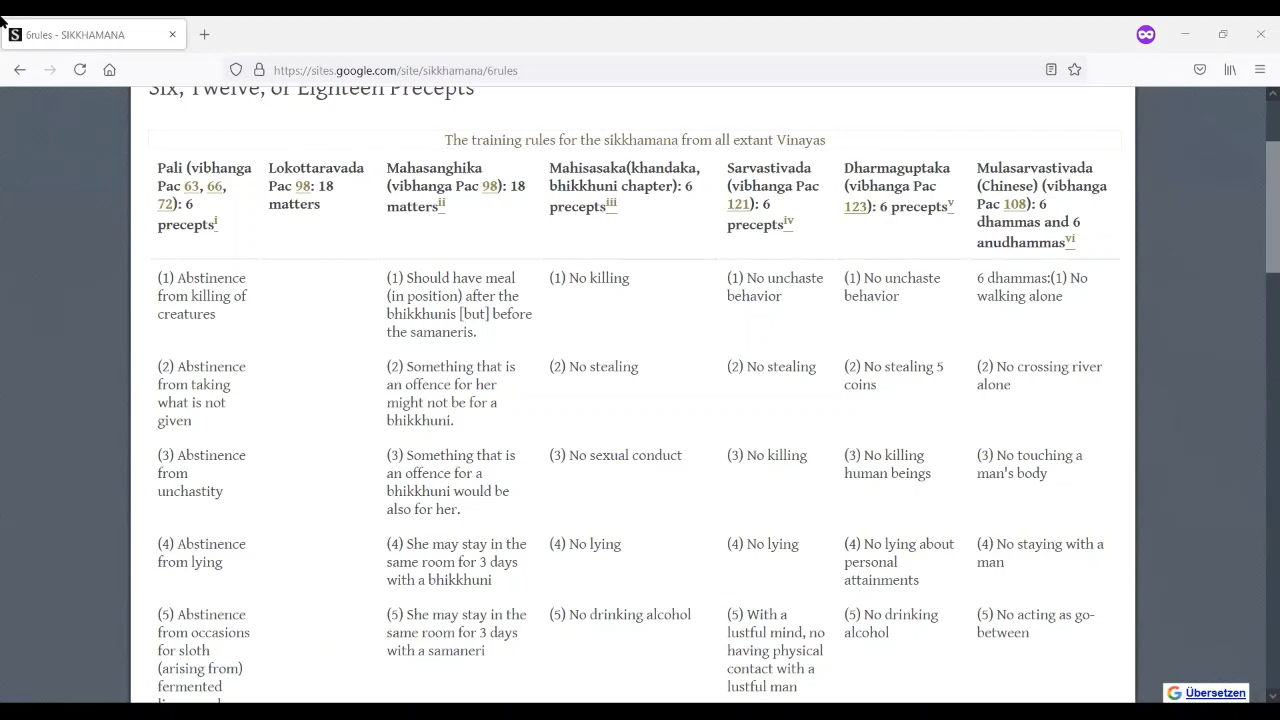 6rules - SIKKHAMANA
https://sites.google.com/site/sikkhamana/6rules
Six, Twelve, or Eighteen Precepts
The training rules for the sikkhamana from all extant Vinayas
Pali (vibhanga
Pac 63, 66,
72): 6
precepts i
Lokottaravada
Pac 98: 18
matters
Mahasanghika
(vibhanga Pac 98): 18
matters ii
Mahisasaka(khandaka,
bhikkhuni chapter): 6
precepts iii
Sarvastivada
(vibhanga Pac
121): 6
precepts iv
Dharmaguptaka
(vibhanga Pac
123): 6 precepts v
Mulasarvastivada
(Chinese) (vibhanga
Pac 108): 6
dhammas and 6
anudhammas vi
(1) Abstinence
from killing of
creatures
(1) Should have meal
(in position) after the
bhikkhunis [but] before
the samaneris.
(1) No killing
(1) No unchaste
behavior
(1) No unchaste
behavior
6 dhammas:(1) No
walking alone
(2) Abstinence
from taking
what is not
given
(2) Something that is
an offence for her
might not be for a
bhikkhuni.
(2) No stealing
(2) No stealing
(2) No stealing 5
coins
(2) No crossing river
alone
(3) Abstinence
from
unchastity
(3) Something that is
an offence for a
bhikkhuni would be
also for her.
(3) No sexual conduct
(3) No killing
(3) No killing
human beings
(3) No touching a
man's body
(4) Abstinence
from lying
(4) She may stay in the
same room for 3 days
with a bhikkhuni
(4) No lying
(4) No lying
(4) No lying about
personal
attainments
(4) No staying with a
man
(5) Abstinence
from occasions
for sloth
(arising from)
fermented
(5) She may stay in the
same room for 3 days
with a samaneri
(5) No drinking alcohol
(5) With a
lustful mind, no
having physical
contact with a
lustful man
(5) No drinking
alcohol
(5) No acting as go-
between
Übersetzen